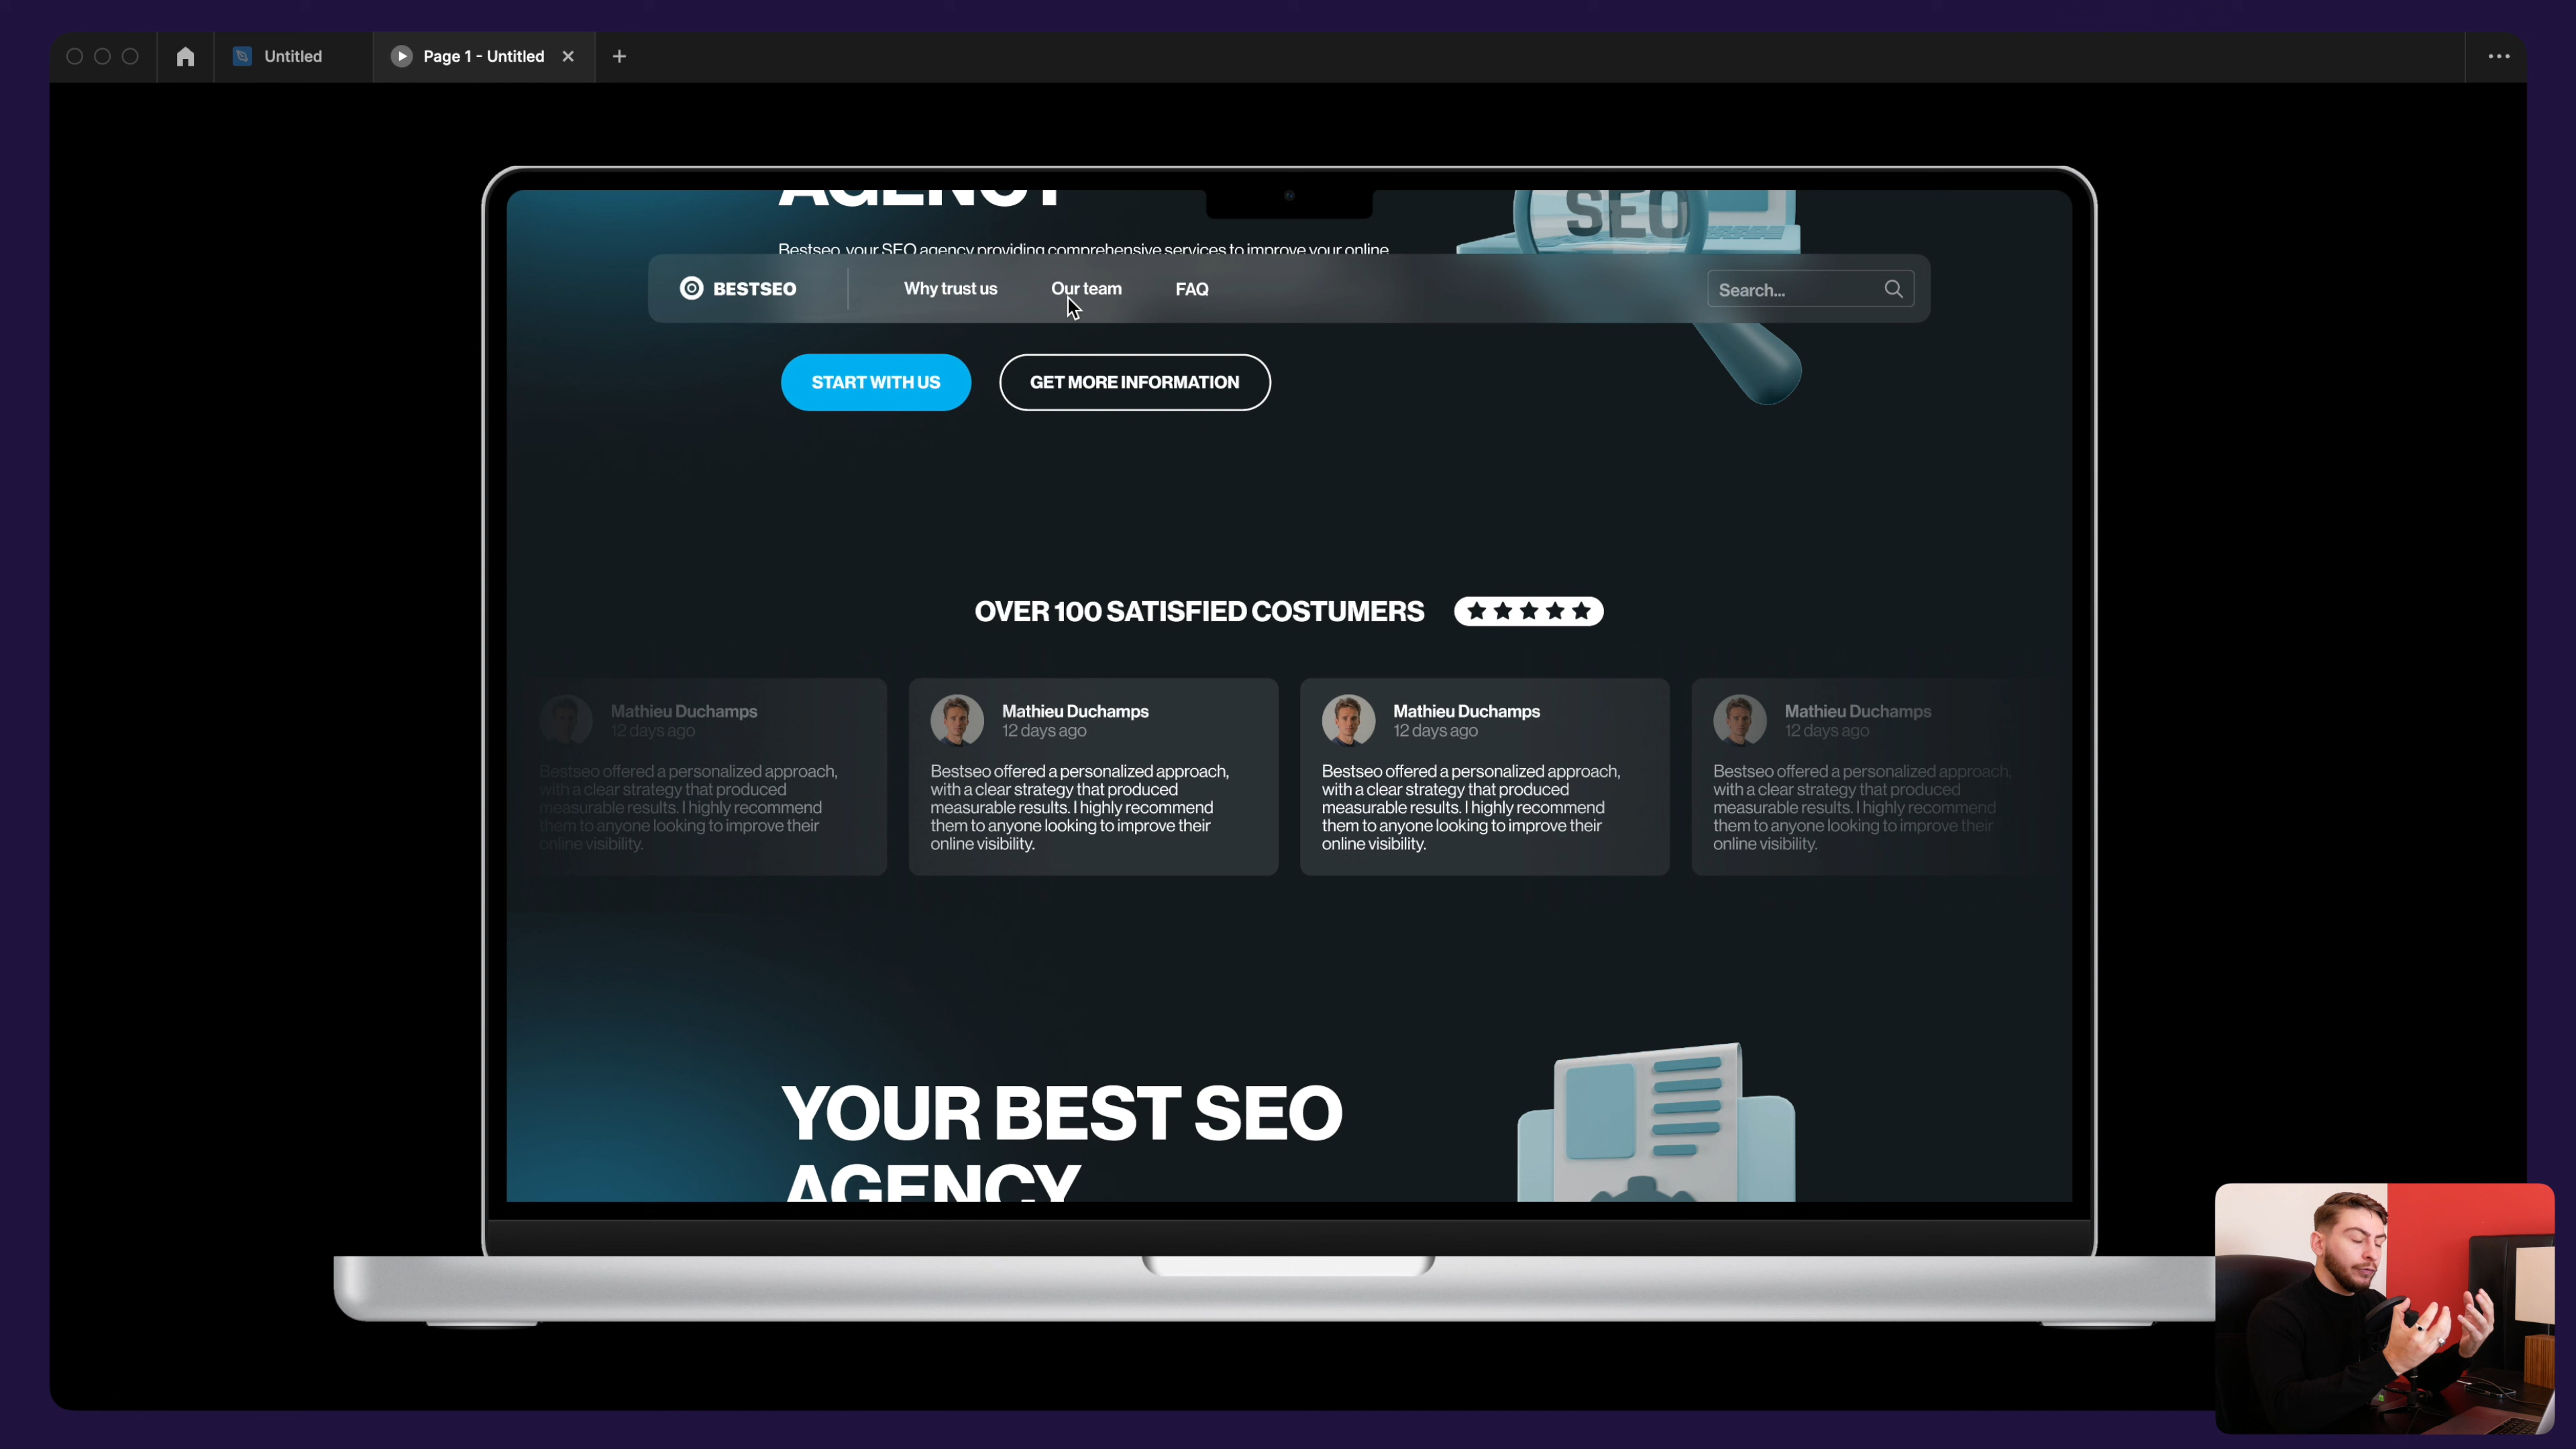 Untitled
Page 1 - Untitled
AGENCY
SEO
Bestseo, your SEO agency providing comprehensive services to improve your online
BESTSEO
Why trust us
Our team
FAQ
Search...
START WITH US
GET MORE INFORMATION
OVER 100 SATISFIED COSTUMERS
Mathieu Duchamps
12 days ago
Bestseo offered a personalized approach,
with a clear strategy that produced
measurable results. I highly recommend
them to anyone looking to improve their
online visibility.
Mathieu Duchamps
12 days ago
Bestseo offered a personalized approach,
with a clear strategy that produced
measurable results. I highly recommend
them to anyone looking to improve their
online visibility.
Mathieu Duchamps
12 days ago
Bestseo offered a personalized approach,
with a clear strategy that produced
measurable results. I highly recommend
them to anyone looking to improve their
online visibility.
Mathieu Duchamps
12 days ago
Bestseo offered a personalized approach,
with a clear strategy that produced
measurable results. I highly recommend
them to anyone looking to improve their
online visibility.
YOUR BEST SEO
AGENCY